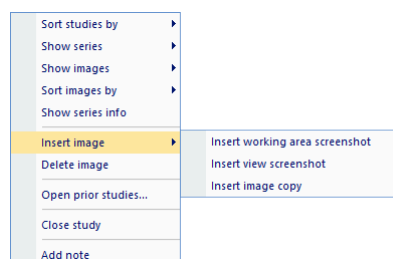 Sort studies by
Show series
Show images
Sort images by
Show series info
Insert image
Delete image
Open prior studies...
Close study
Add note
Insert working area screenshot
Insert view screenshot
Insert image copy